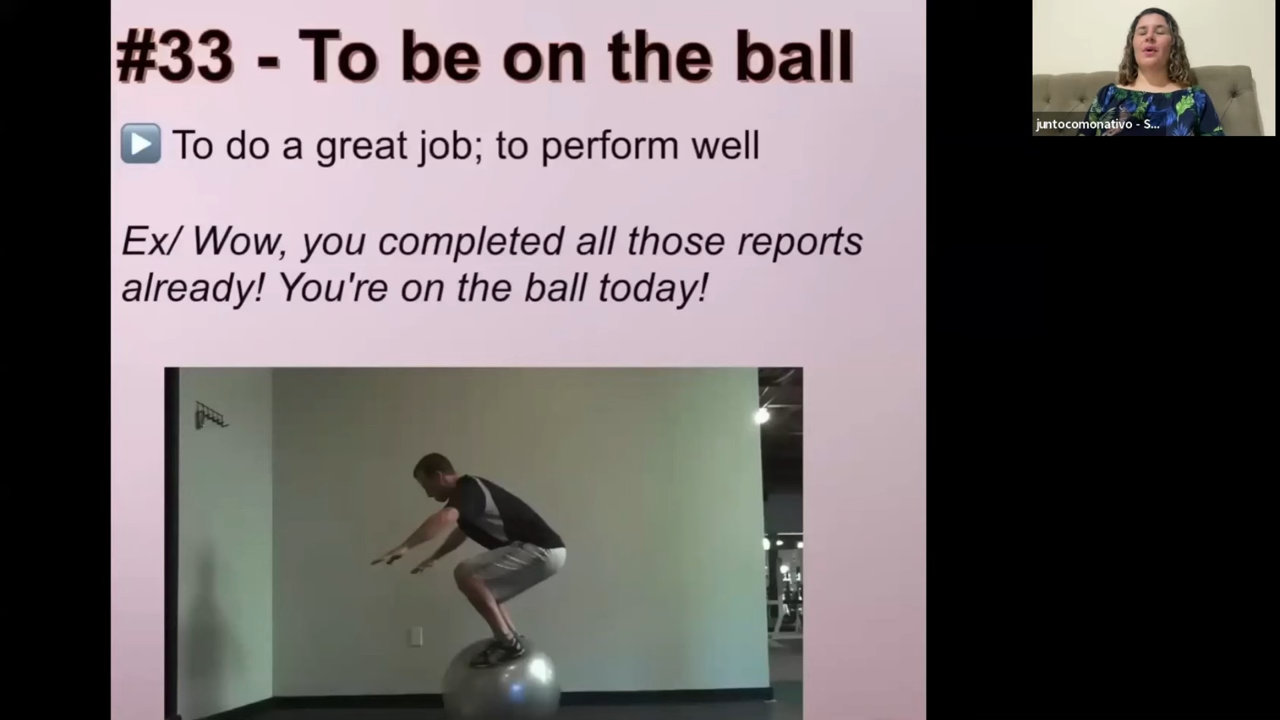 #33 - To be on the ball
To do a great job; to perform well
Ex/ Wow, you completed all those reports
already! You're on the ball today!
juntocomonativo - S...